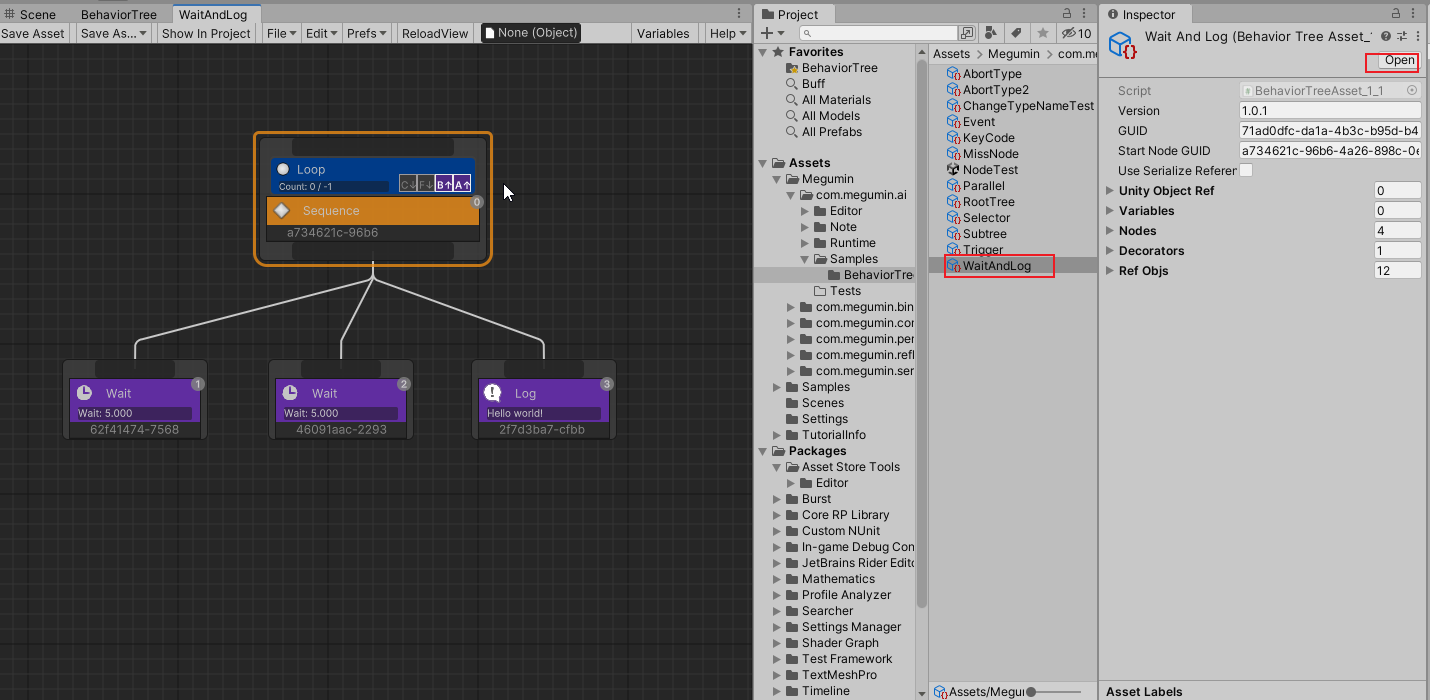 Scene
BehaviorTree
WaitAndLog
Save Asset
Save As...
Show In Project
File
Edit
Prefs
ReloadView
None (Object)
Variables
Help
Loop
Count: 0 / -1
C↓ F↓ B↑ A↑
0
Sequence
a734621c-96b6
1
Wait
Wait: 5.000
62f41474-7568
2
Wait
Wait: 5.000
46091aac-2293
3
Log
Hello world!
2f7d3ba7-cfbb
Project
10
Favorites
BehaviorTree
Buff
All Materials
All Models
All Prefabs
Assets
Megumin
com.megumin.ai
Editor
Note
Runtime
Samples
BehaviorTre
Tests
com.megumin.bin
com.megumin.cor
com.megumin.per
com.megumin.refl
com.megumin.ser
Samples
Scenes
Settings
TutorialInfo
Packages
Asset Store Tools
Editor
Burst
Core RP Library
Custom NUnit
In-game Debug Con
JetBrains Rider Edito
Mathematics
Profile Analyzer
Searcher
Settings Manager
Shader Graph
Test Framework
TextMeshPro
Timeline
Assets > Megumin > com.me
AbortType
AbortType2
ChangeTypeNameTest
Event
KeyCode
MissNode
NodeTest
Parallel
RootTree
Selector
Subtree
Trigger
WaitAndLog
Assets/Megu
Inspector
Wait And Log (Behavior Tree Asset_
Open
Script BehaviorTreeAsset_1_1
Version 1.0.1
GUID 71ad0dfc-da1a-4b3c-b95d-b4
Start Node GUID a734621c-96b6-4a26-898c-0e
Use Serialize Referen
Unity Object Ref 0
Variables 0
Nodes 4
Decorators 1
Ref Objs 12
Asset Labels